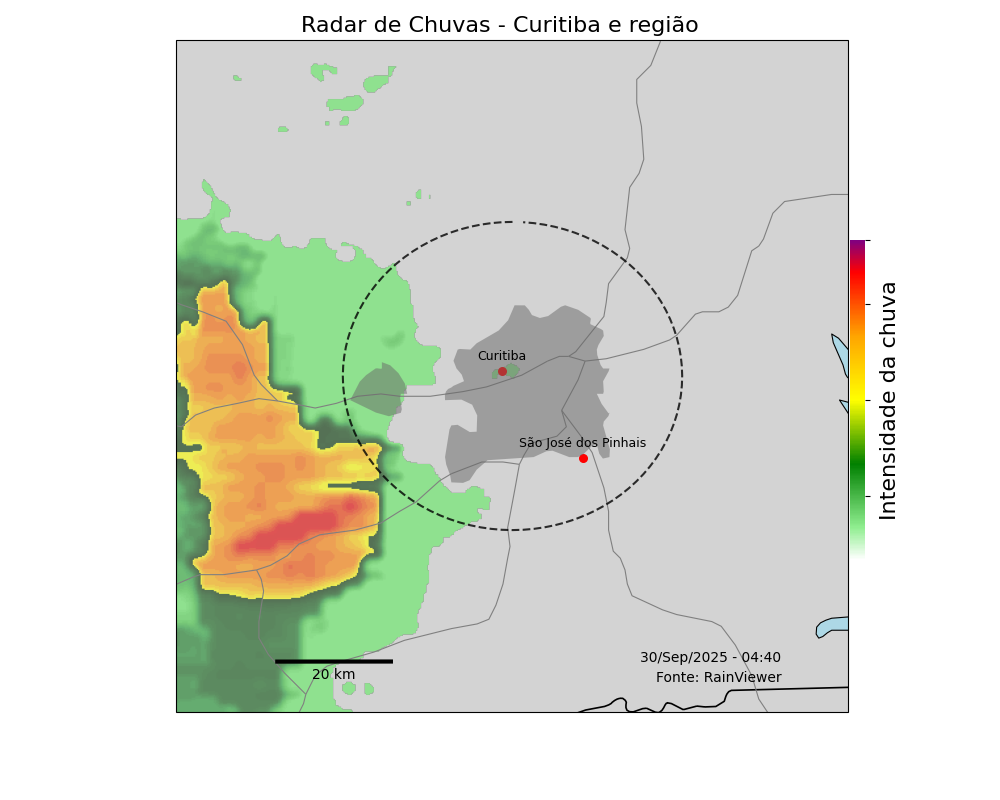 Radar de Chuvas - Curitiba e região
Curitiba
São José dos Pinhais
Intensidade da chuva
30/Sep/2025 - 04:40
Fonte: RainViewer
20 km